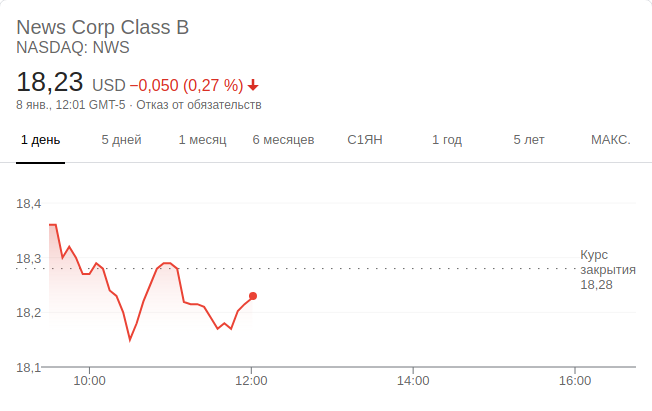 News Corp Class B
NASDAQ: NWS
18,23 USD −0,050 (0,27 %)
8 янв., 12:01 GMT-5 · Отказ от обязательств
1 день 5 дней 1 месяц 6 месяцев С1ЯН 1 год 5 лет МАКС.
18,4
18,3
18,2
18,1
Курс
закрытия
18,28
10:00 12:00 14:00 16:00